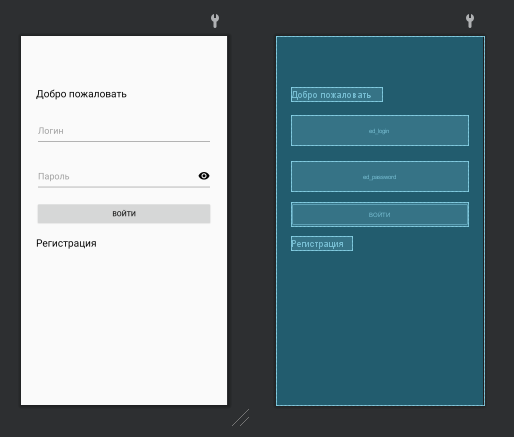 Добро пожаловать
Логин
Пароль
ВОЙТИ
Регистрация
Добро пожаловать
ed_login
ed_password
ВОЙТИ
Регистрация